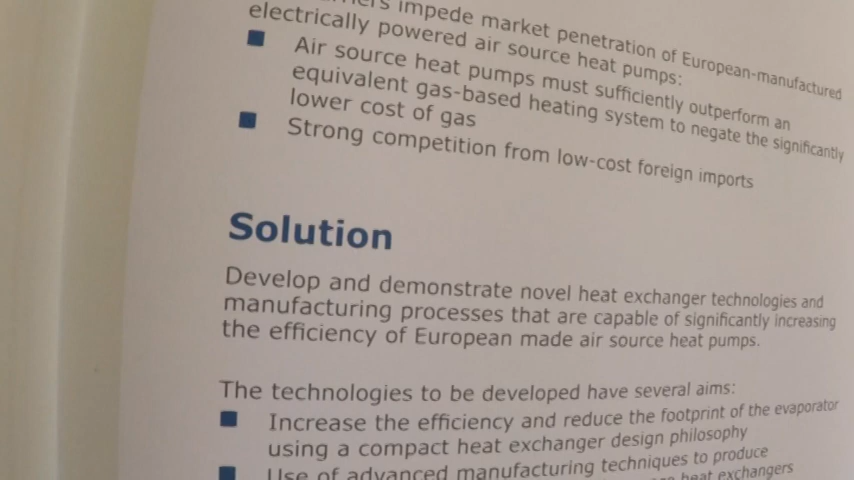 impede market penetration of European-manufactured
electrically powered air source heat pumps:
Air source heat pumps must sufficiently outperform an
equivalent gas-based heating system to negate the significantly
lower cost of gas
Strong competition from low-cost foreign imports
Solution
Develop and demonstrate novel heat exchanger technologies and
manufacturing processes that are capable of significantly increasing
the efficiency of European made air source heat pumps.
The technologies to be developed have several aims:
Increase the efficiency and reduce the footprint of the evaporator
using a compact heat exchanger design philosophy
Use of advanced manufacturing techniques to produce
heat exchangers